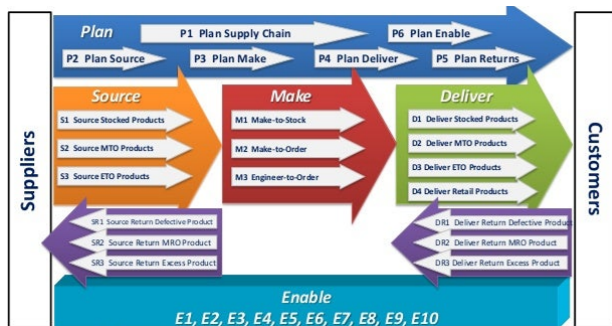 Plan
P1 Plan Supply Chain
P6 Enable
P2 Plan Source
P3 Plan Make
P4 Plan Deliver
P5 Plan Returns
Suppliers
Source
S1 Source Stocked Products
S2 Source MTO Products
S3 Source ETO Products
Make
M1 Make-to-Stock
M2 Make-to-Order
M3 Engineer-to-Order
Deliver
D1 Deliver Stocked Products
D2 Deliver MTO Products
D3 Deliver ETO Products
D4 Deliver Retail Products
Customers
SR1 Source Return Defective Product
SR2 Source Return MRO Product
SR3 Source Return Excess Product
DR1 Deliver Return Defective Product
DR2 Deliver Return MRO Product
DR3 Deliver Return Excess Product
Enable
E1, E2, E3, E4, E5, E6, E7, E8, E9, E10